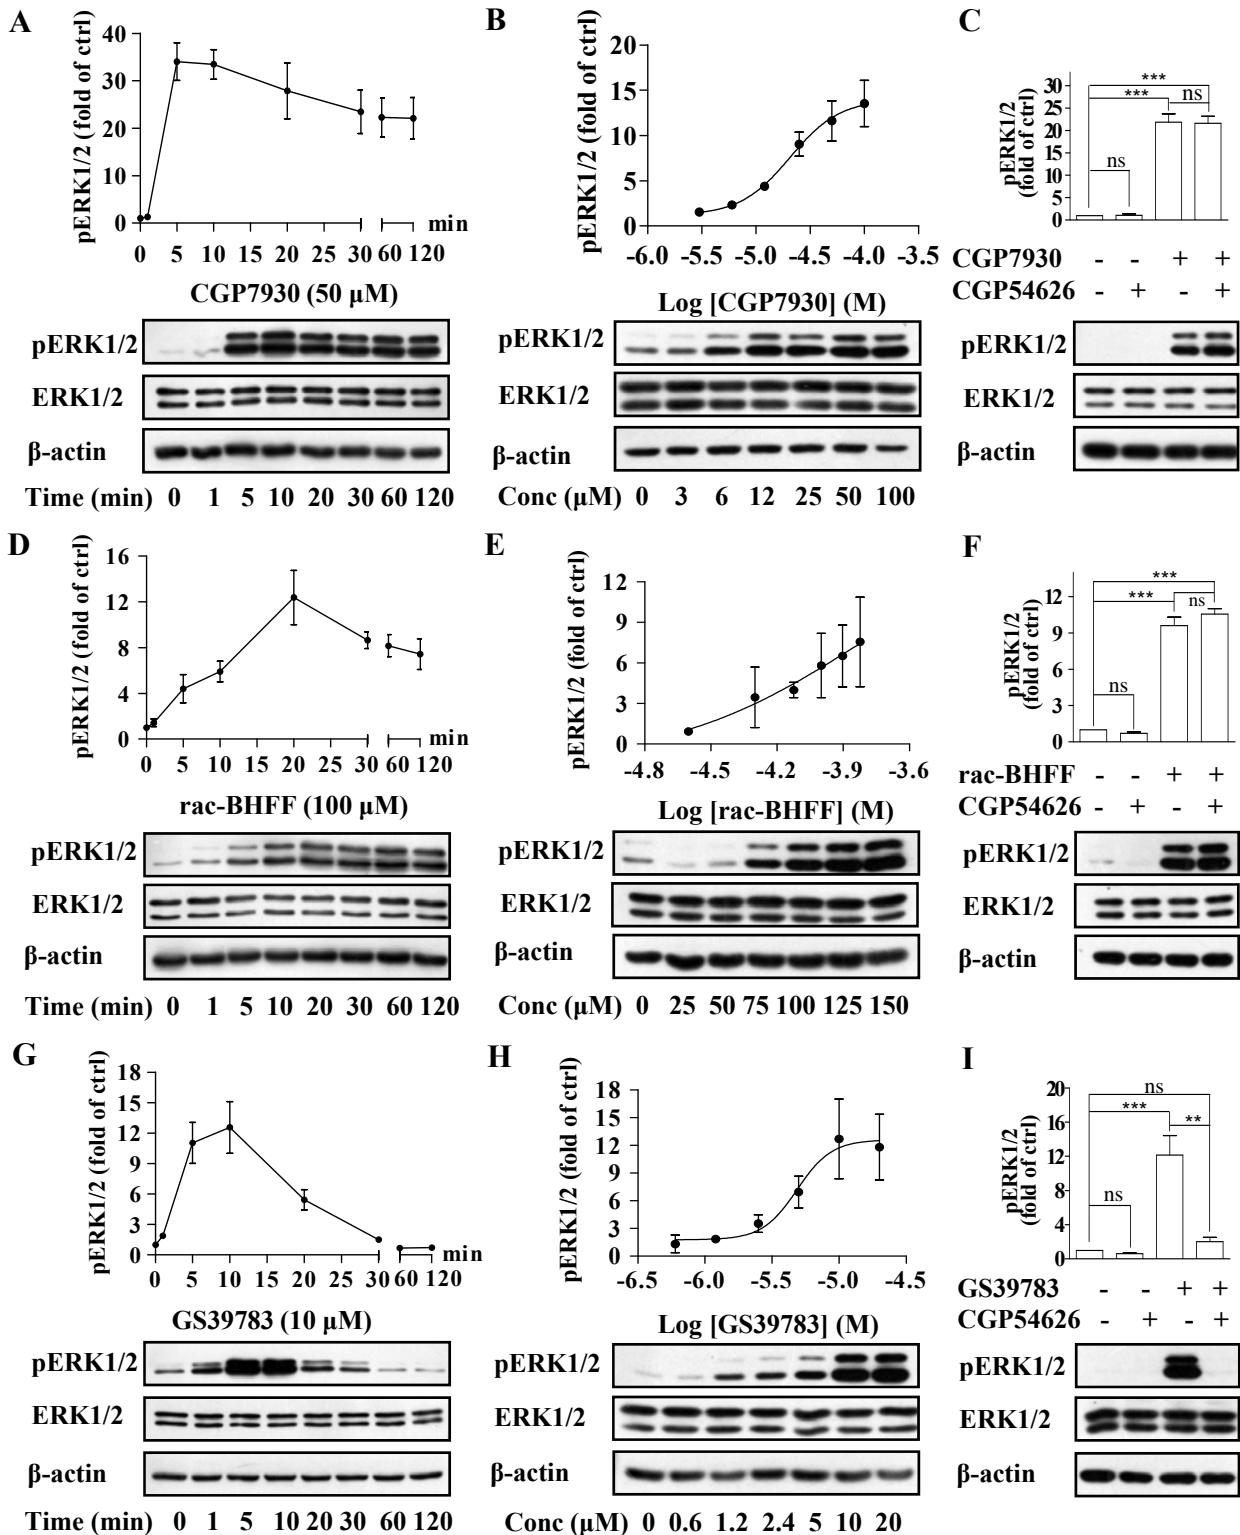 A
pERK1/2 (fold of ctrl)
40
30
20
10
0
0 5 10 15 20 25 30 60 120
min
CGP7930 (50 μM)
pERK1/2
ERK1/2
β-actin
Time (min) 0 1 5 10 20 30 60 120
B
pERK1/2 (fold of ctrl)
20
15
10
5
0
-6.0 -5.5 -5.0 -4.5 -4.0 -3.5
Log [CGP7930] (M)
pERK1/2
ERK1/2
β-actin
Conc (μM) 0 3 6 12 25 50 100
C
pERK1/2
(fold of ctrl)
30
25
20
15
10
5
0
***
*** ns
ns
CGP7930 - - + +
CGP54626 - + - +
pERK1/2
ERK1/2
β-actin
D
pERK1/2 (fold of ctrl)
16
12
8
4
0
0 5 10 15 20 25 30 60 120
min
rac-BHFF (100 μM)
pERK1/2
ERK1/2
β-actin
Time (min) 0 1 5 10 20 30 60 120
E
pERK1/2 (fold of ctrl)
12
9
6
3
0
-4.8 -4.5 -4.2 -3.9 -3.6
Log [rac-BHFF] (M)
pERK1/2
ERK1/2
β-actin
Conc (μM) 0 25 50 75 100 125 150
F
pERK1/2
(fold of ctrl)
12
9
6
3
0
***
*** ns
ns
rac-BHFF - - + +
CGP54626 - + - +
pERK1/2
ERK1/2
β-actin
G
pERK1/2 (fold of ctrl)
18
15
12
9
6
3
0
0 5 10 15 20 25 30 60 120
min
GS39783 (10 μM)
pERK1/2
ERK1/2
β-actin
Time (min) 0 1 5 10 20 30 60 120
H
pERK1/2 (fold of ctrl)
18
15
12
9
6
3
0
-6.5 -6.0 -5.5 -5.0 -4.5
Log [GS39783] (M)
pERK1/2
ERK1/2
β-actin
Conc (μM) 0 0.6 1.2 2.4 5 10 20
I
pERK1/2
(fold of ctrl)
20
16
12
8
4
0
ns
*** **
ns
GS39783 - - + +
CGP54626 - + - +
pERK1/2
ERK1/2
β-actin